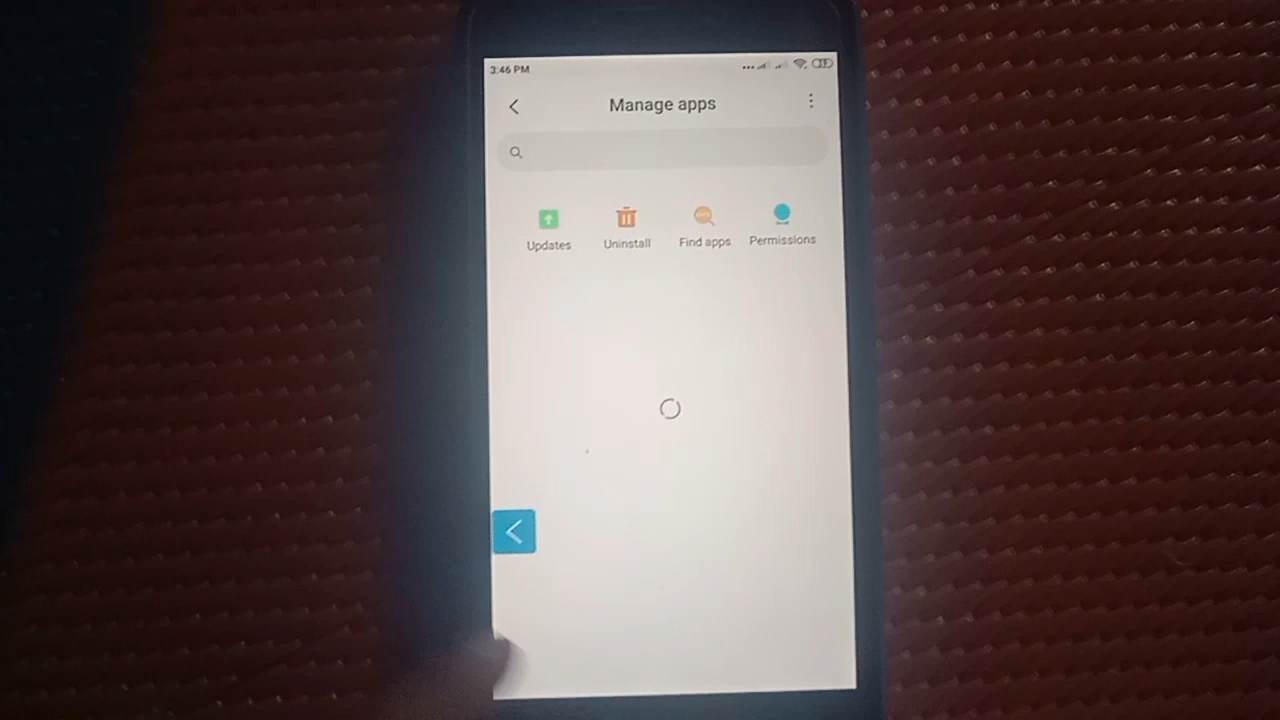 3:46 PM
Manage apps
Updates
Uninstall
Find apps
Permissions